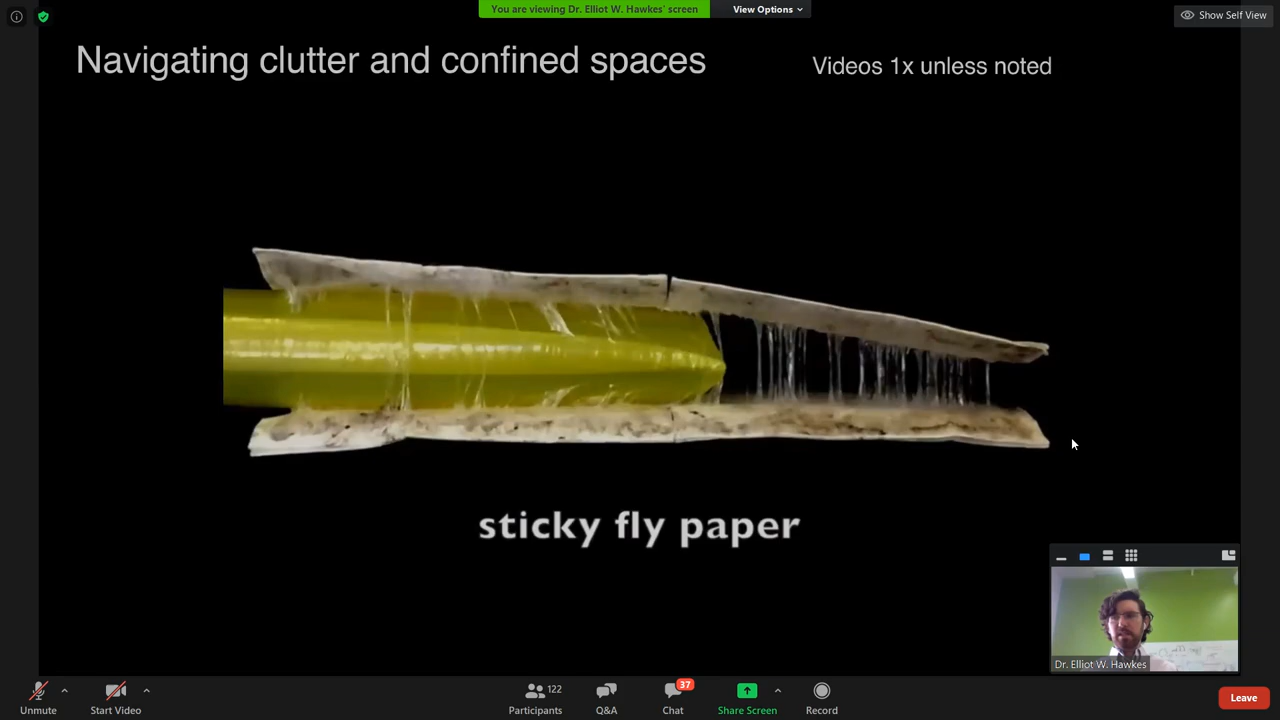 You are viewing Dr. Elliot W. Hawkes' screen
View Options
Show Self View
Navigating clutter and confined spaces
Videos 1x unless noted
sticky fly paper
Dr. Elliot W. Hawkes
Unmute
Start Video
Participants
122
Q&A
Chat
37
Share Screen
Record
Leave